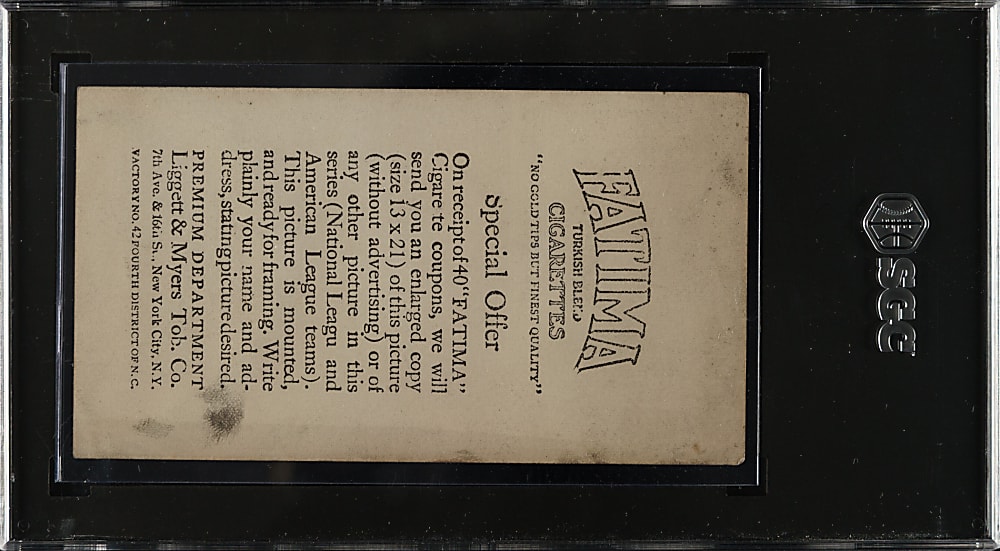 FATIMA
TURKISH BLEND
CIGARETTES
"NO GOLD TIPS BUT FINEST QUALITY"
Special Offer
On receipt of 40 "FATIMA"
Cigare te coupons, we will
send you an enlarged copy
(size 13 x 21) of this picture
(without advertising) or of
any other picture in this
series (National Leagu and
American League teams).
This picture is mounted,
and ready for framing. Write
plainly your name and ad-
dress, stating picture desired.
PREMIUM DEPARTMENT
Liggett & Myers Tob. Co.
7th Ave. & 16th St., New York City, N.Y.
FACTORY NO. 42 FOURTH DISTRICT OF N.C.
SGC